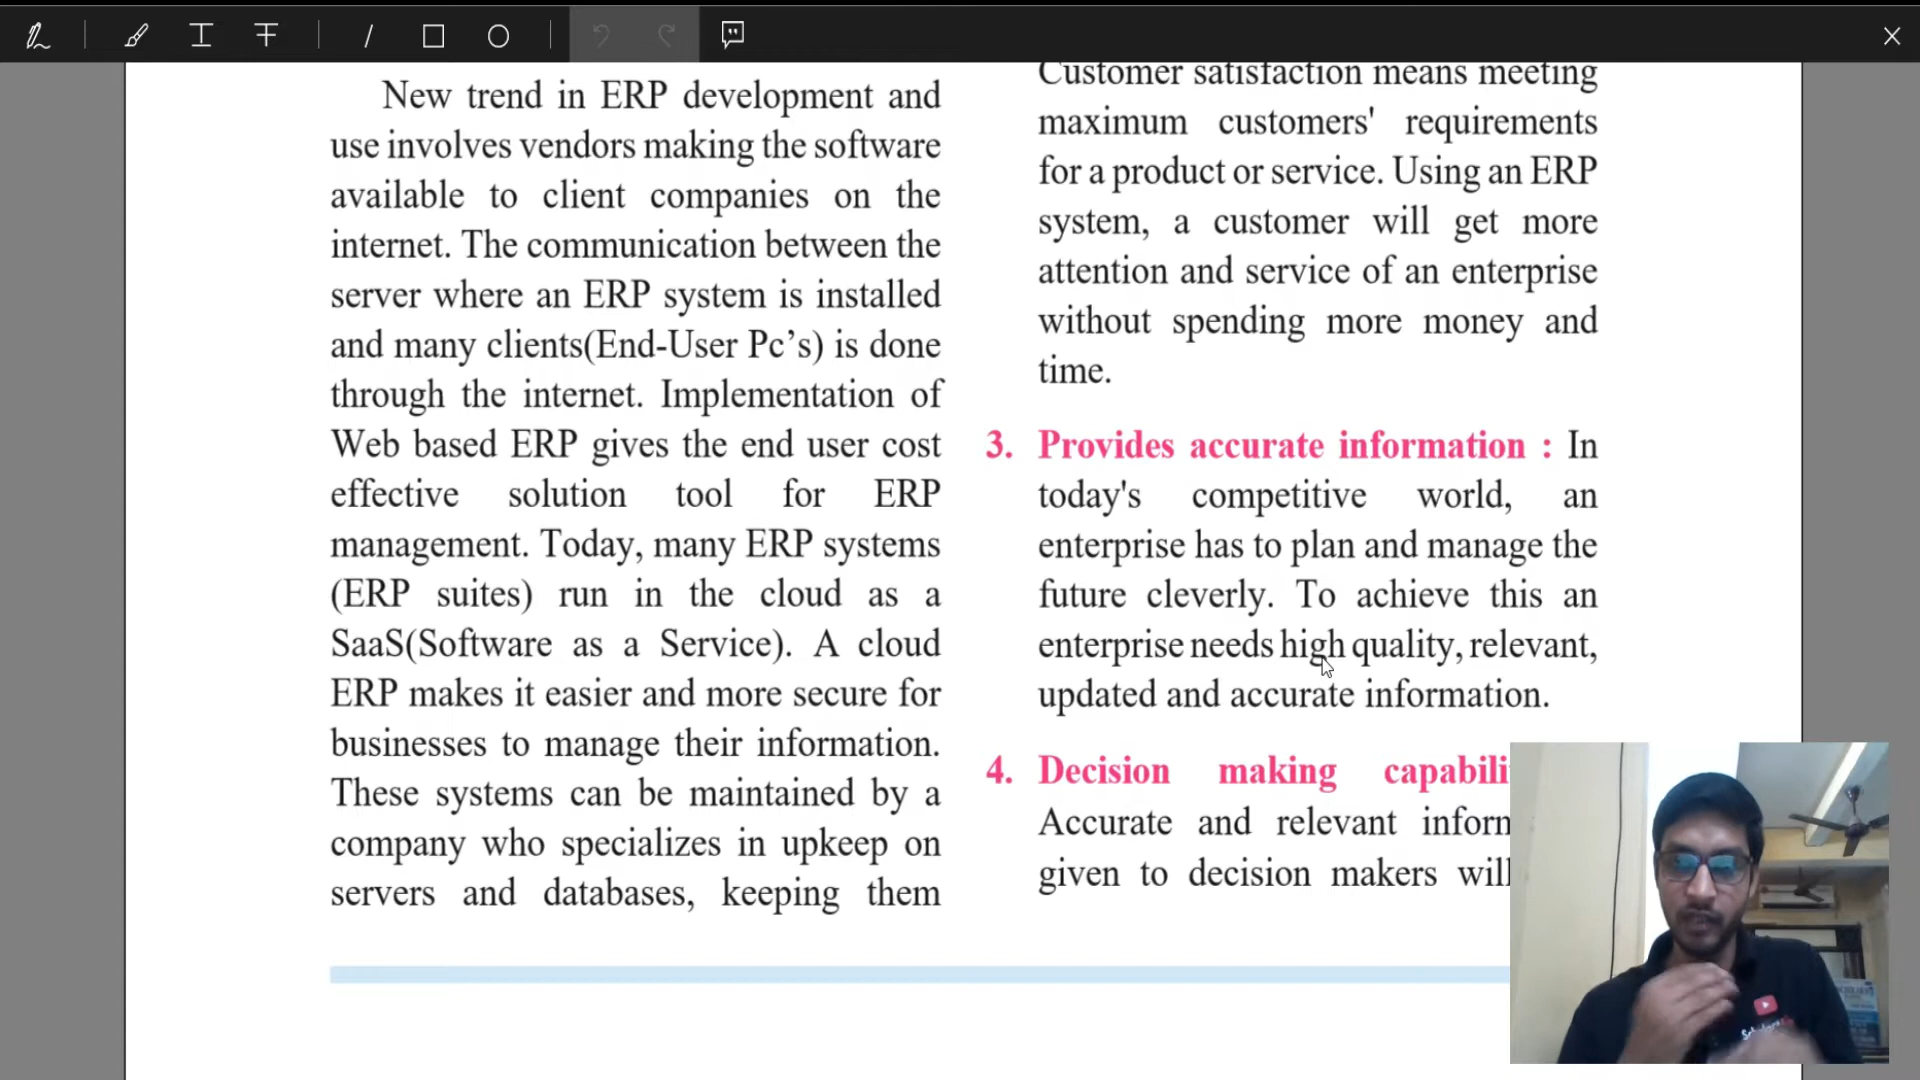 New trend in ERP development and
use involves vendors making the software
available to client companies on the
internet. The communication between the
server where an ERP system is installed
and many clients(End-User Pc’s) is done
through the internet. Implementation of
Web based ERP gives the end user cost
effective solution tool for ERP
management. Today, many ERP systems
(ERP suites) run in the cloud as a
SaaS(Software as a Service). A cloud
ERP makes it easier and more secure for
businesses to manage their information.
These systems can be maintained by a
company who specializes in upkeep on
servers and databases, keeping them
Customer satisfaction means meeting
maximum customers' requirements
for a product or service. Using an ERP
system, a customer will get more
attention and service of an enterprise
without spending more money and
time.
3. Provides accurate information : In
today's competitive world, an
enterprise has to plan and manage the
future cleverly. To achieve this an
enterprise needs high quality, relevant,
updated and accurate information.
4. Decision making capabili
Accurate and relevant inform
given to decision makers will